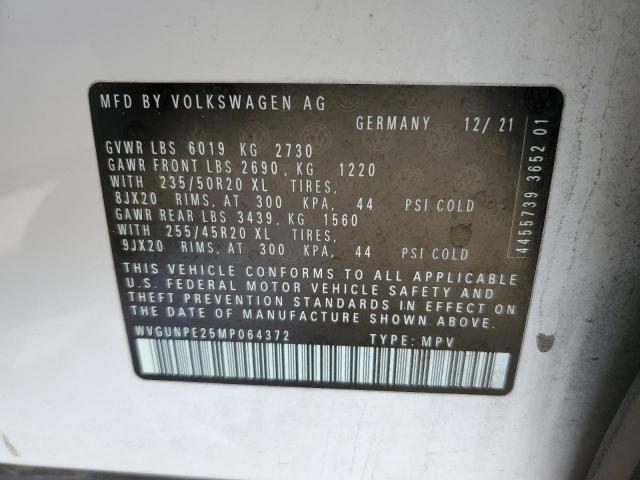 MFD BY VOLKSWAGEN AG
GERMANY 12/21
GVWR LBS 6019 KG 2730
GAWR FRONT LBS 2690, KG 1220
WITH 235/50R20 XL TIRES,
8JX20 RIMS, AT 300 KPA, 44 PSI COLD
GAWR REAR LBS 3439, KG 1560
WITH 255/45R20 XL TIRES,
9JX20 RIMS, AT 300 KPA, 44 PSI COLD
THIS VEHICLE CONFORMS TO ALL APPLICABLE
U.S. FEDERAL MOTOR VEHICLE SAFETY AND
THEFT PREVENTION STANDARDS IN EFFECT ON
THE DATE OF MANUFACTURE SHOWN ABOVE.
WVGUNPE25MP064372 TYPE: MPV
4455739 3652 01